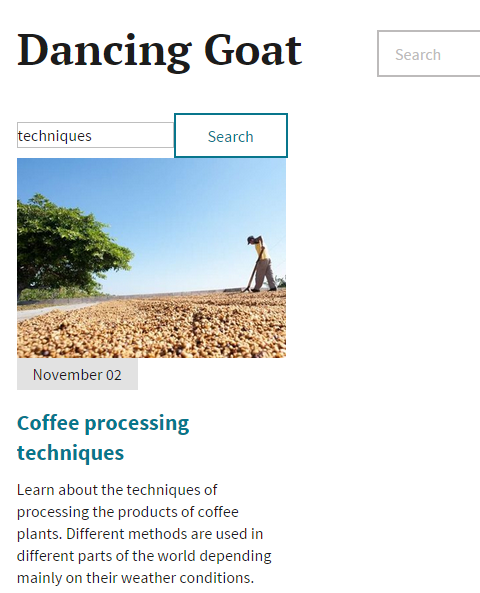 Dancing Goat
Search
techniques
Search
November 02
Coffee processing
techniques
Learn about the techniques of
processing the products of coffee
plants. Different methods are used in
different parts of the world depending
mainly on their weather conditions.